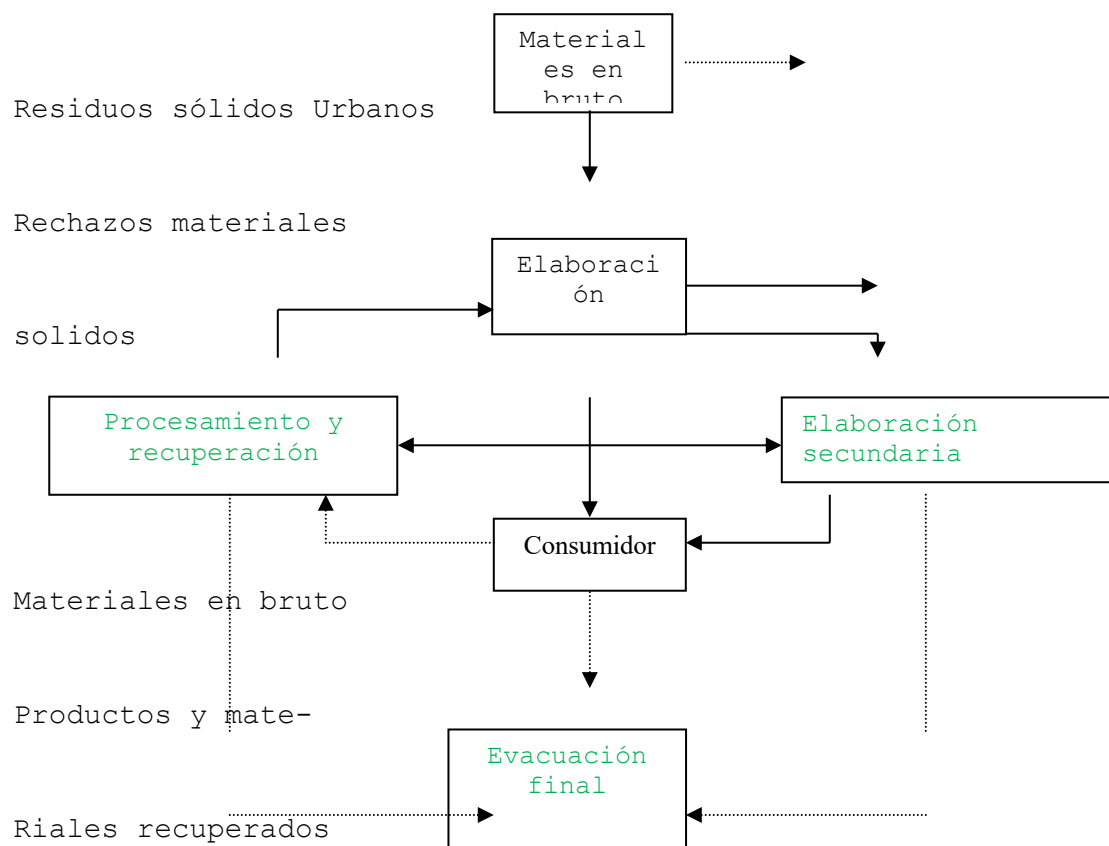 Material
es en
bruto
Residuos sólidos Urbanos
Rechazos materiales
Elaboraci
ón
solidos
Procesamiento y
recuperación
Elaboración
secundaria
Consumidor
Materiales en bruto
Productos y mate-
Evacuación
final
Riales recuperados